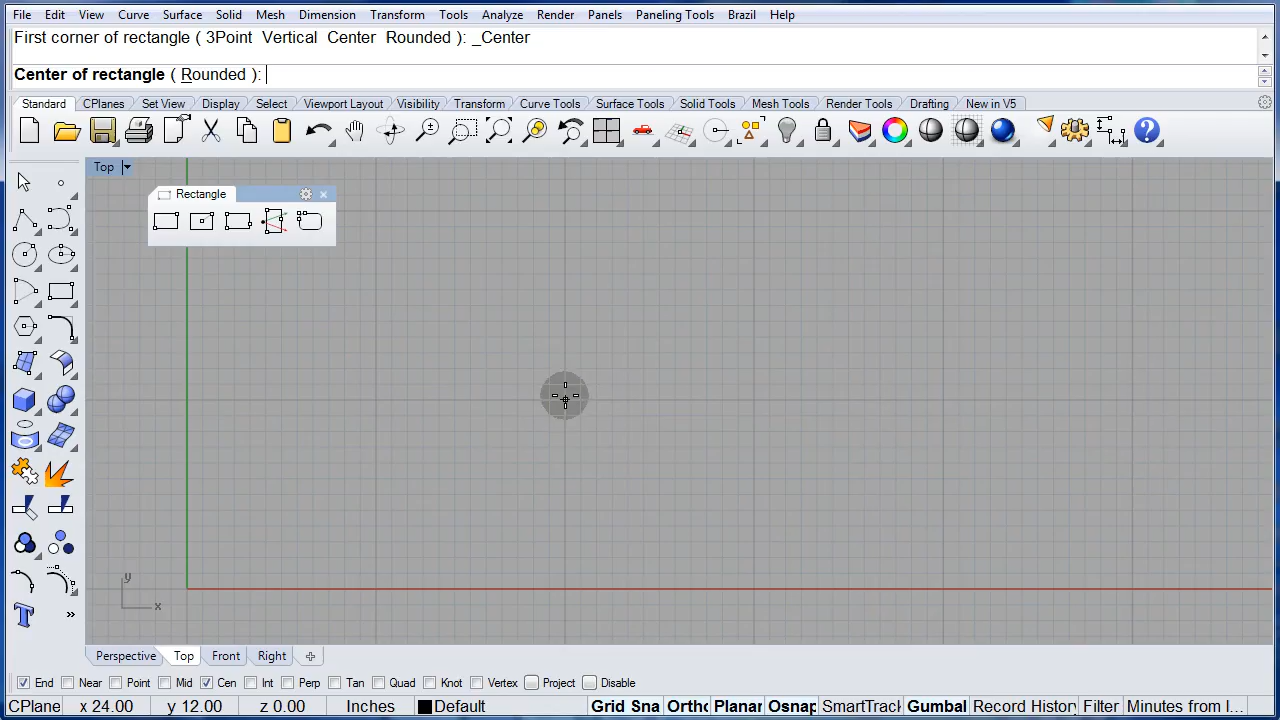 File Edit View Curve Surface Solid Mesh Dimension Transform Tools Analyze Render Panels Paneling Tools Brazil Help
First corner of rectangle ( 3Point Vertical Center Rounded ): _Center
Center of rectangle ( Rounded ):
Standard CPlanes Set View Display Select Viewport Layout Visibility Transform Curve Tools Surface Tools Solid Tools Mesh Tools Render Tools Drafting New in V5
Top
Rectangle
y
x
Perspective Top Front Right
End Near Point Mid Cen Int Perp Tan Quad Knot Vertex Project Disable
CPlane x 24.00 y 12.00 z 0.00 Inches Default Grid Sna Ortho Planar Osnap SmartTrack Gumbal Record History Filter Minutes from l...